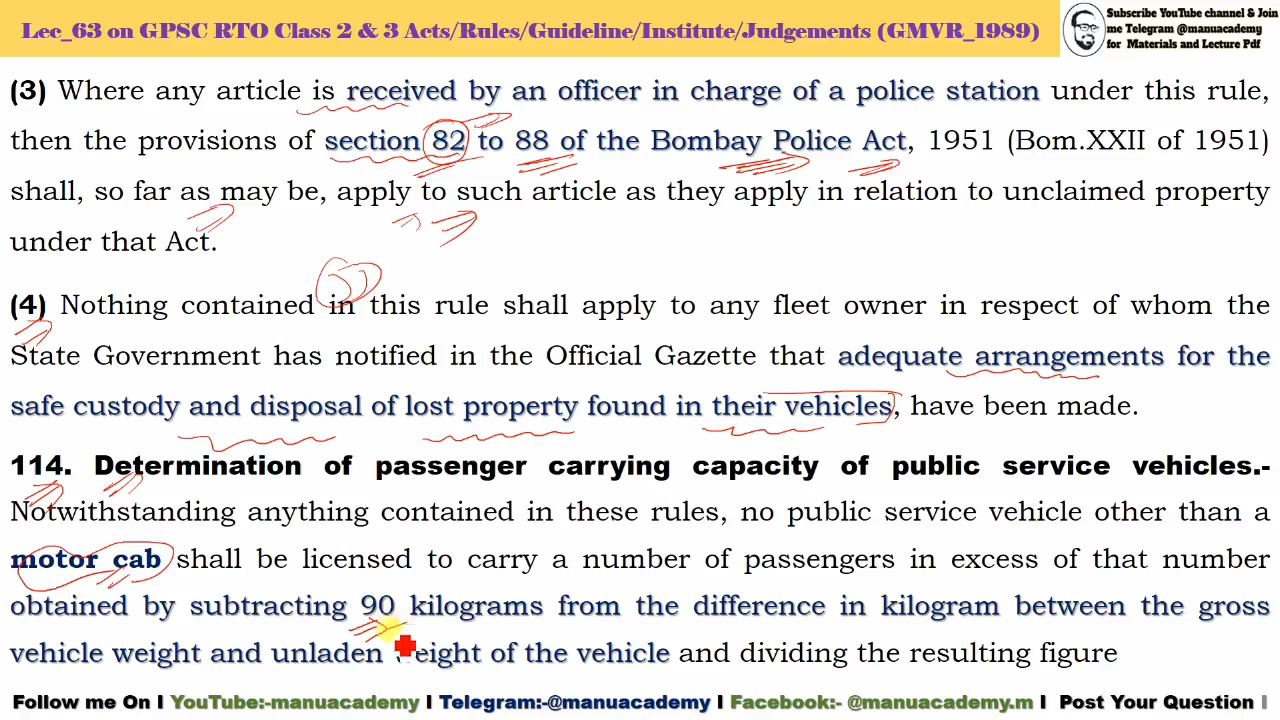 Lec_63 on GPSC RTO Class 2 & 3 Acts/Rules/Guideline/Institute/Judgements (GMVR_1989)
Subscribe YouTube channel & Join
me Telegram @manuacademy
for Materials and Lecture Pdf
(3) Where any article is received by an officer in charge of a police station under this rule,
then the provisions of section 82 to 88 of the Bombay Police Act, 1951 (Bom.XXII of 1951)
shall, so far as may be, apply to such article as they apply in relation to unclaimed property
under that Act.
(4) Nothing contained in this rule shall apply to any fleet owner in respect of whom the
State Government has notified in the Official Gazette that adequate arrangements for the
safe custody and disposal of lost property found in their vehicles, have been made.
114. Determination of passenger carrying capacity of public service vehicles.-
Notwithstanding anything contained in these rules, no public service vehicle other than a
motor cab shall be licensed to carry a number of passengers in excess of that number
obtained by subtracting 90 kilograms from the difference in kilogram between the gross
vehicle weight and unladen weight of the vehicle and dividing the resulting figure
Follow me On l YouTube:-manuacademy l Telegram:-@manuacademy l Facebook:- @manuacademy.m l Post Your Question l